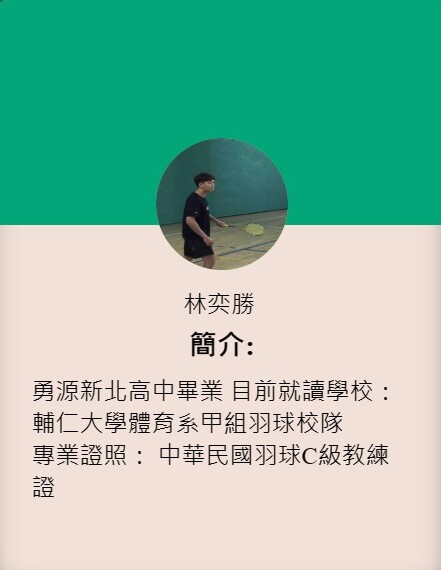 林奕勝
簡介:
勇源新北高中畢業 目前就讀學校：
輔仁大學體育系甲組羽球校隊
專業證照： 中華民國羽球C級教練
證